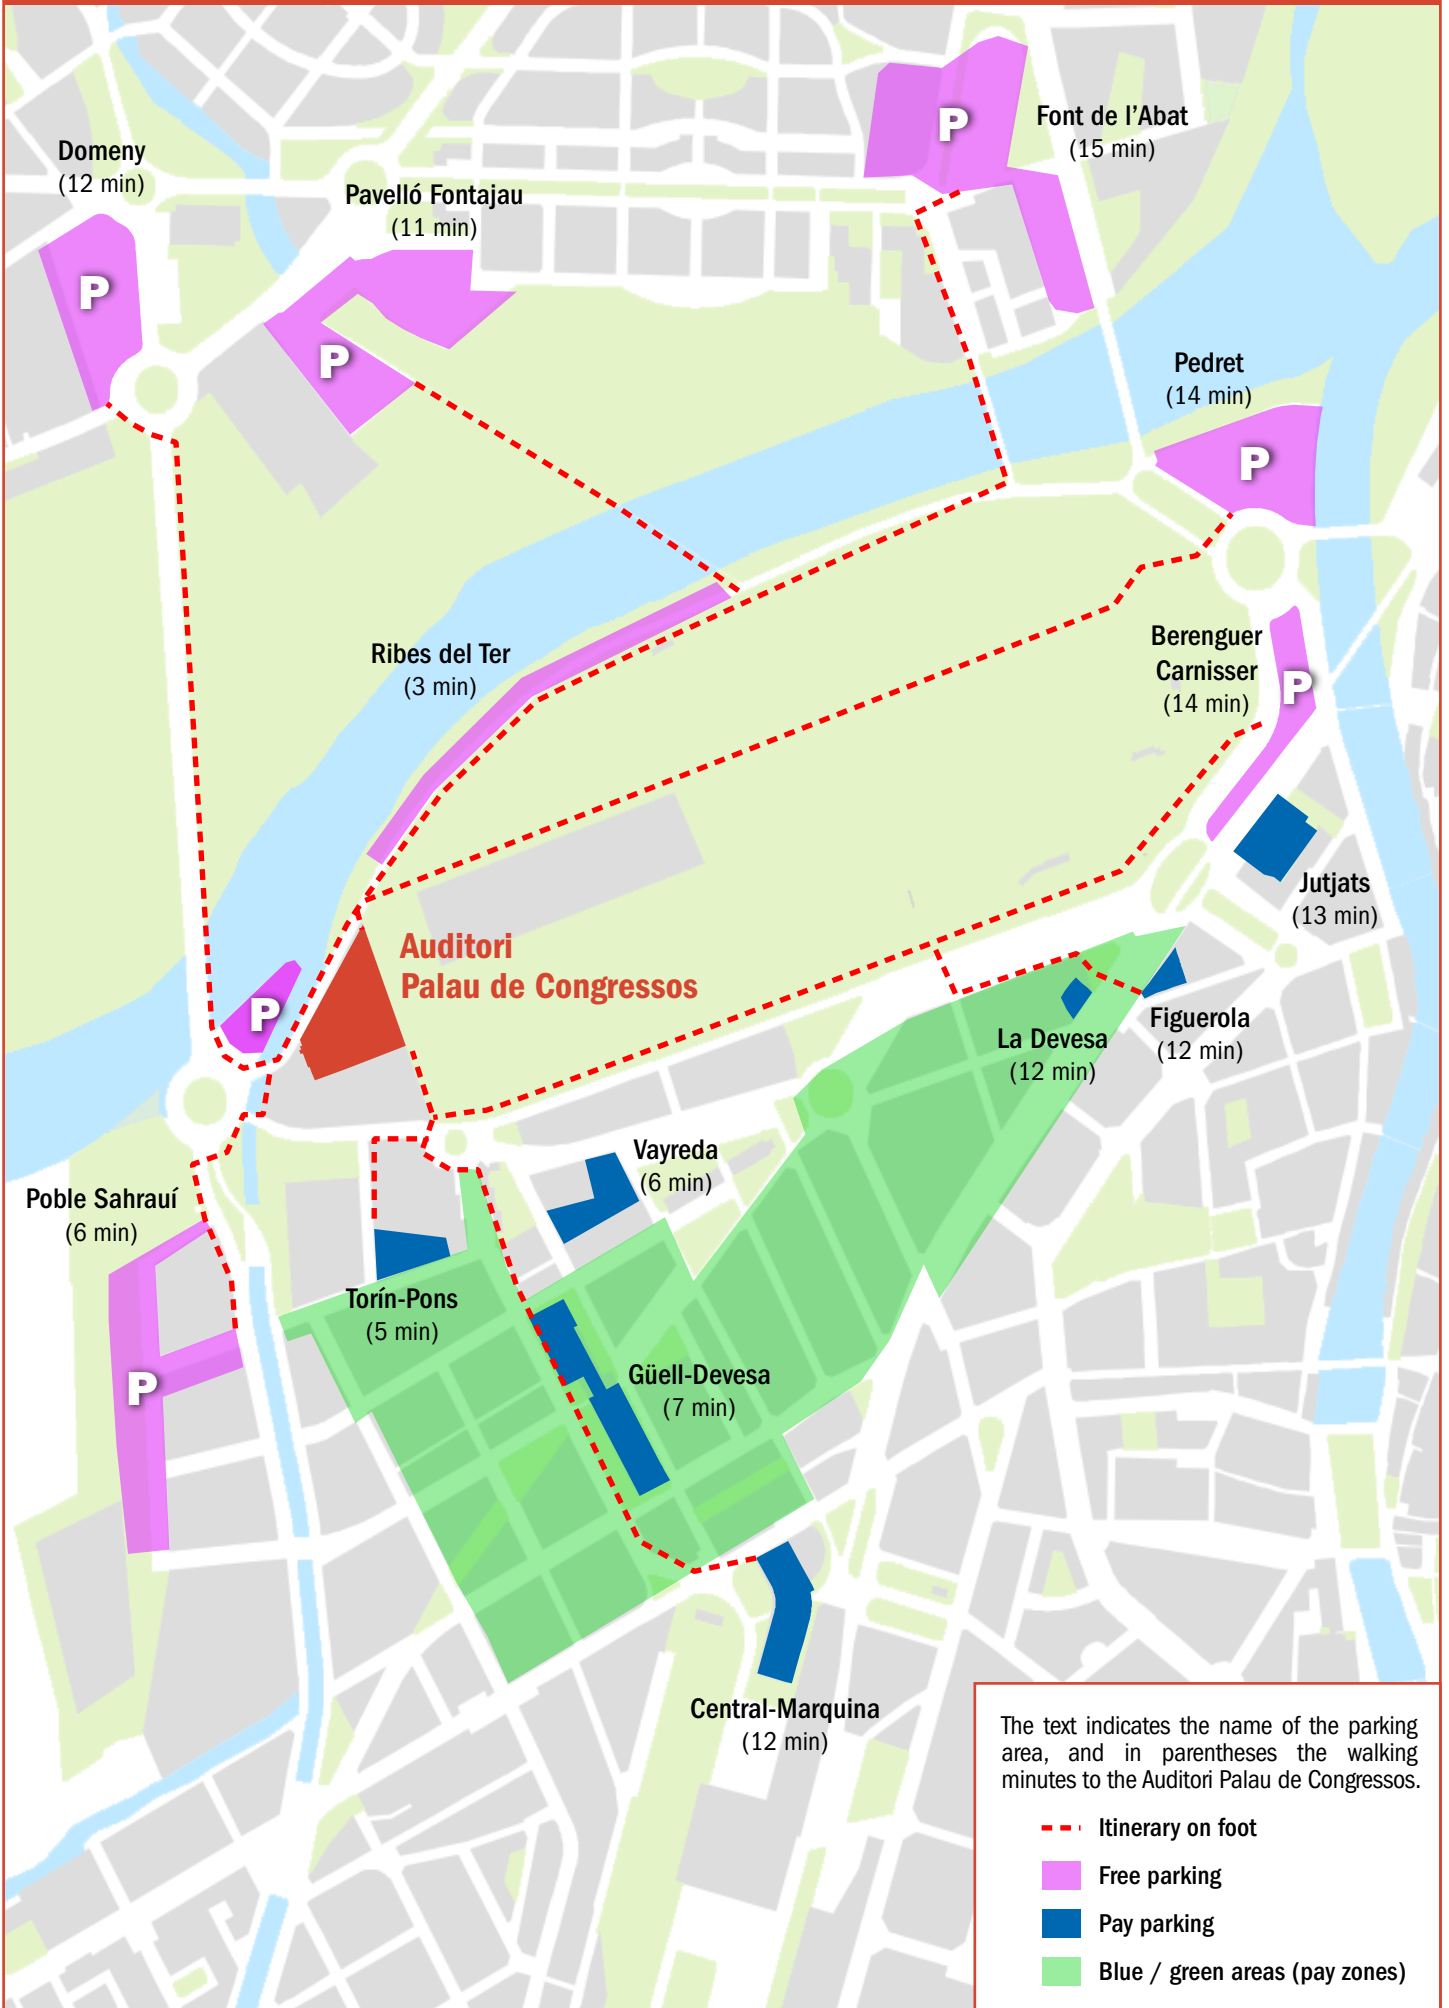 Font de l'Abat
(15 min)
P
Domeny
(12 min)
Pavelló Fontajau
(11 min)
P
P
Pedret
(14 min)
P
Ribes del Ter
(3 min)
Berenguer
Carnisser
(14 min)
P
Jutjats
(13 min)
Auditori
Palau de Congressos
P
La Devesa
(12 min)
Figuerola
(12 min)
Vayreda
(6 min)
Poble Sahrauí
(6 min)
Torín-Pons
(5 min)
P
Güell-Devesa
(7 min)
Central-Marquina
(12 min)
The text indicates the name of the parking
area, and in parentheses the walking
minutes to the Auditori Palau de Congressos.
Itinerary on foot
Free parking
Pay parking
Blue / green areas (pay zones)